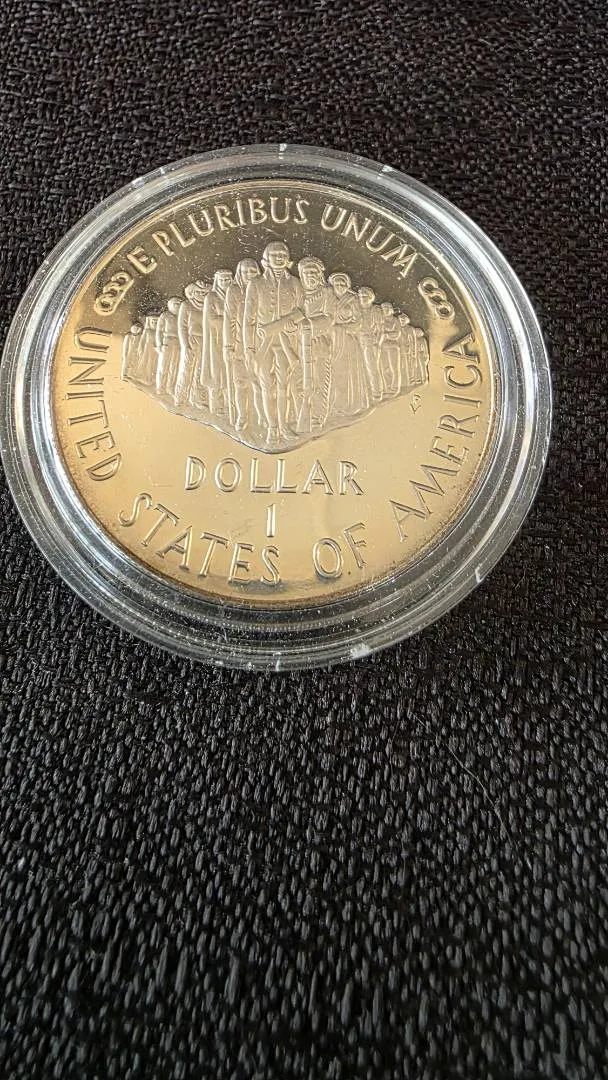 E PLURIBUS UNUM
DOLLAR
1
UNITED STATES OF AMERICA